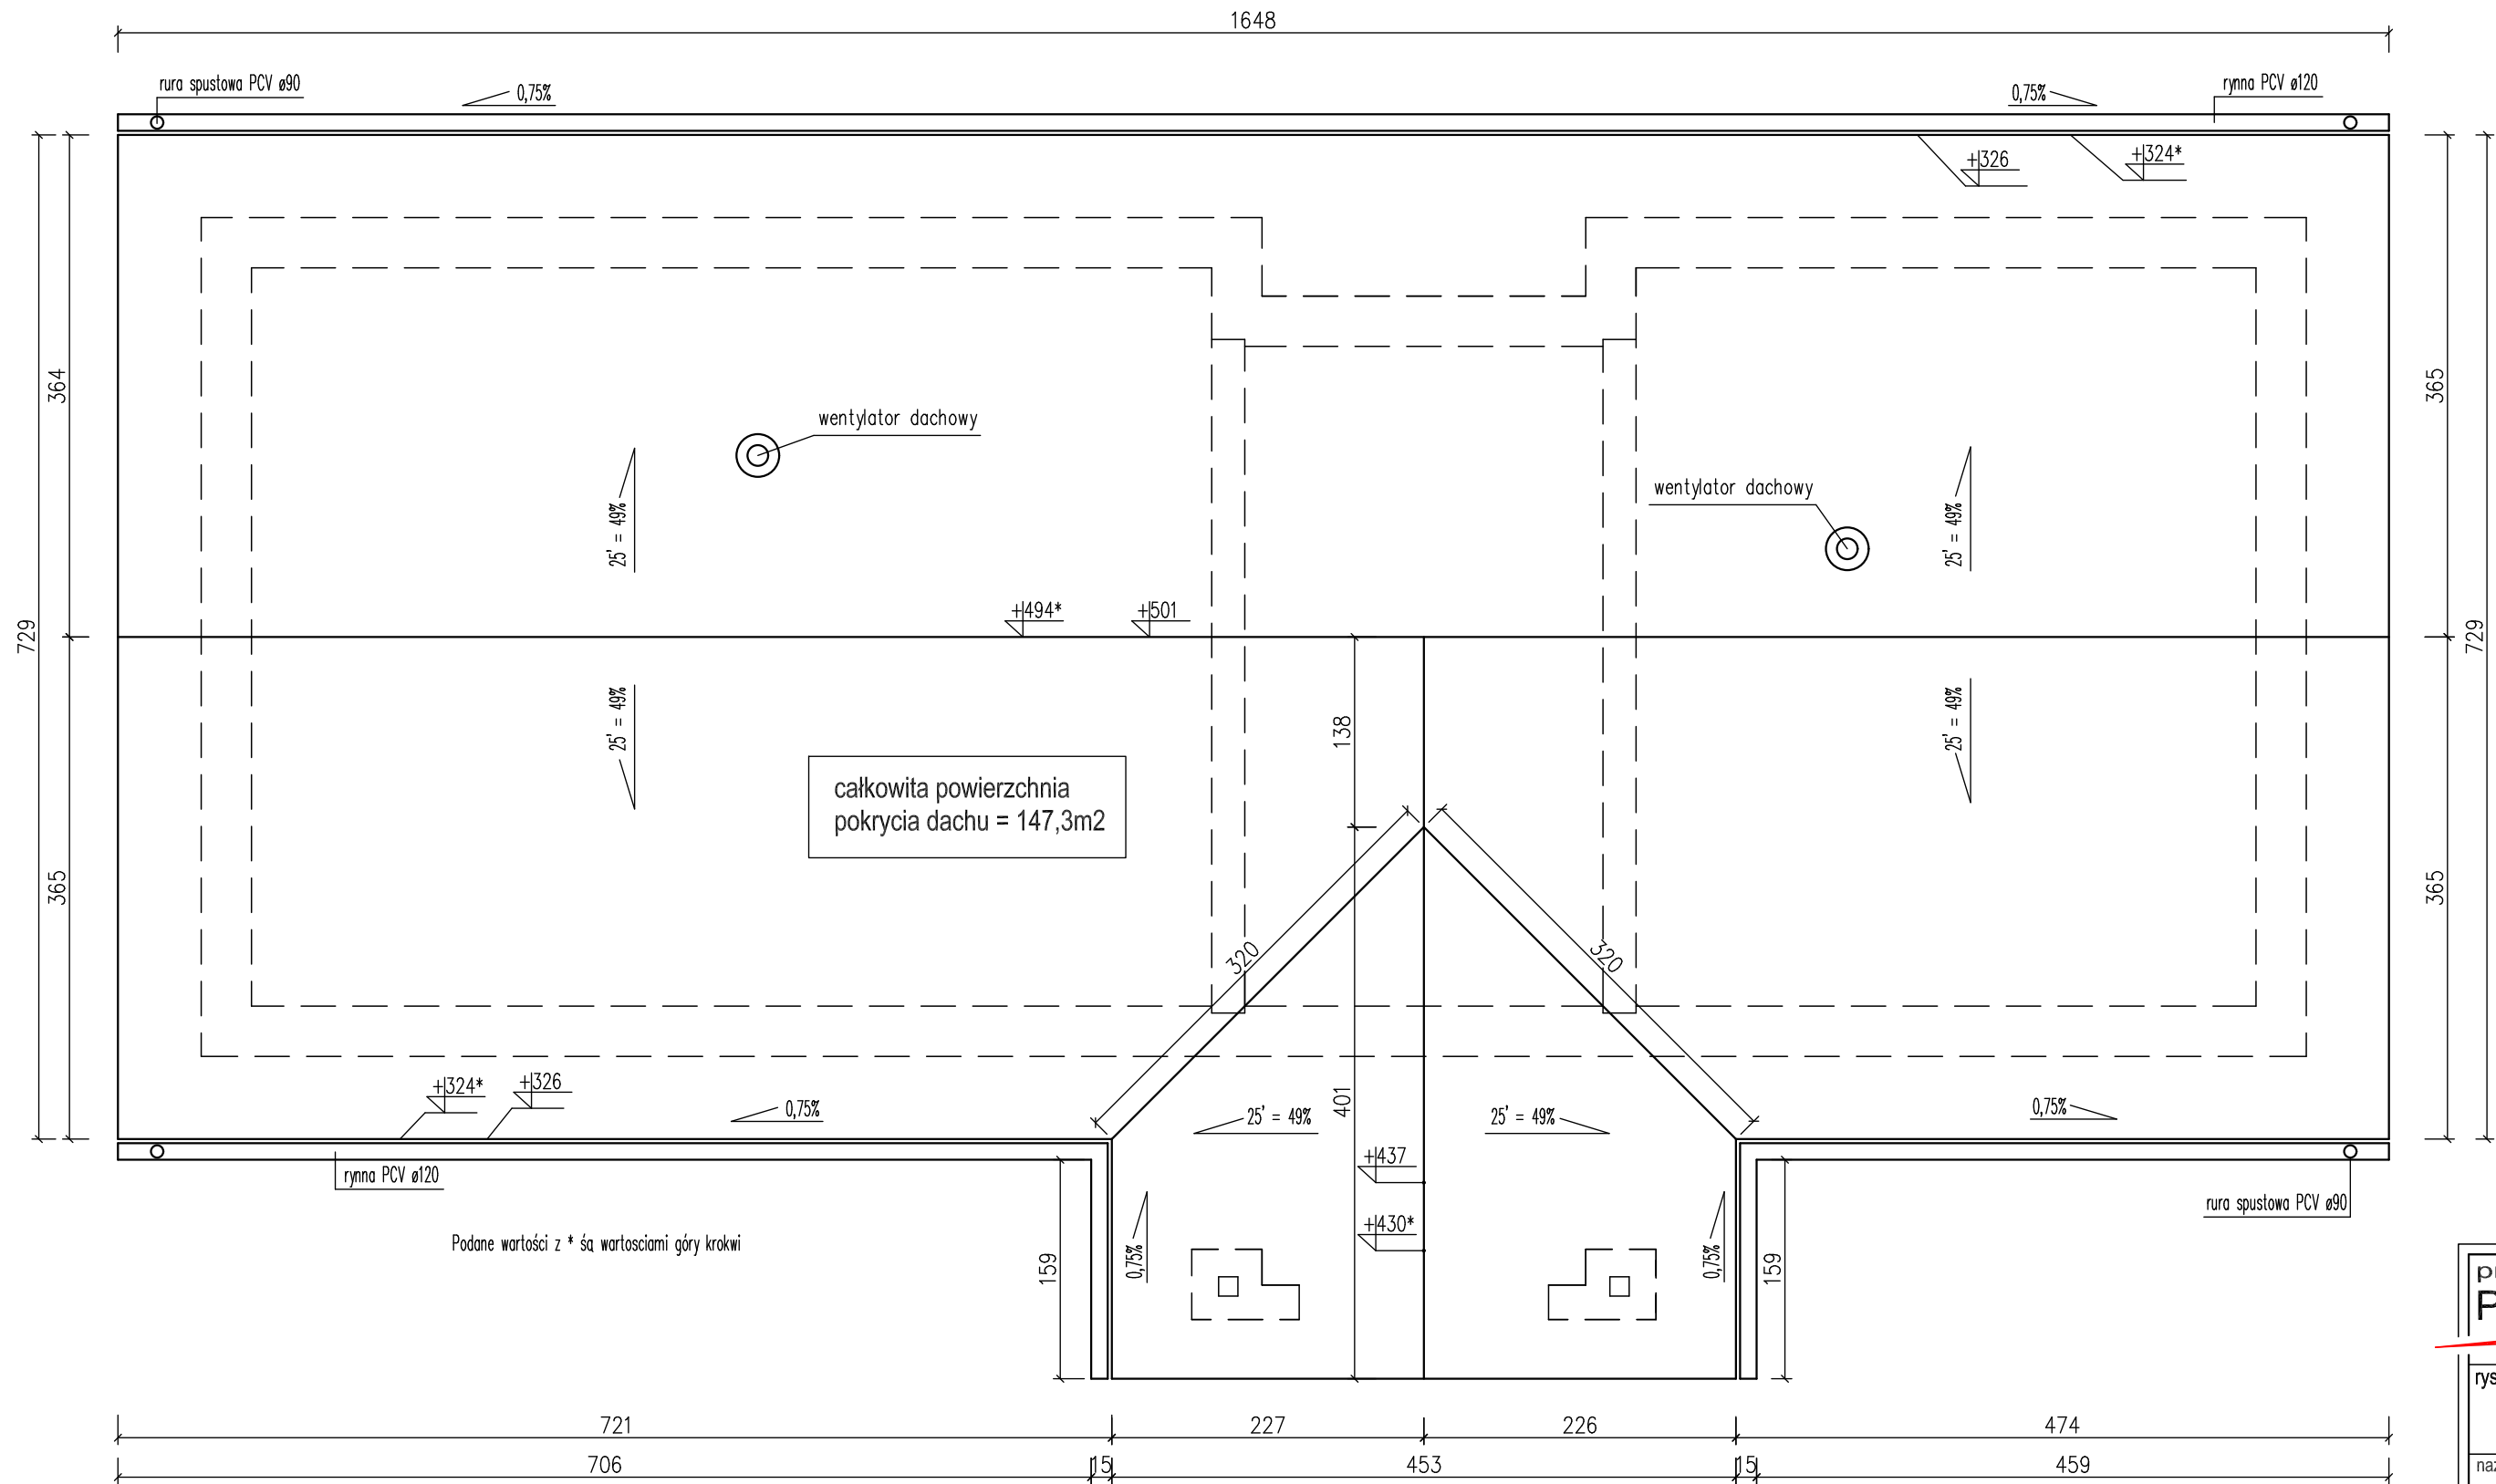 1648
rura spustowa PCV ø90
0,75%
0,75%
rynna PCV ø120
+326
+324*
364
365
wentylator dachowy
wentylator dachowy
25' = 49%
25' = 49%
+494*
+501
729
729
25' = 49%
25' = 49%
138
całkowita powierzchnia
pokrycia dachu = 147,3m2
365
365
320
320
+324*
+326
0,75%
25' = 49%
401
25' = 49%
0,75%
+437
rynna PCV ø120
rura spustowa PCV ø90
+430*
Podane wartości z * śą wartosciami góry krokwi
159
0,75%
0,75%
159
P
rys
721
227
226
474
706
15
453
15
459